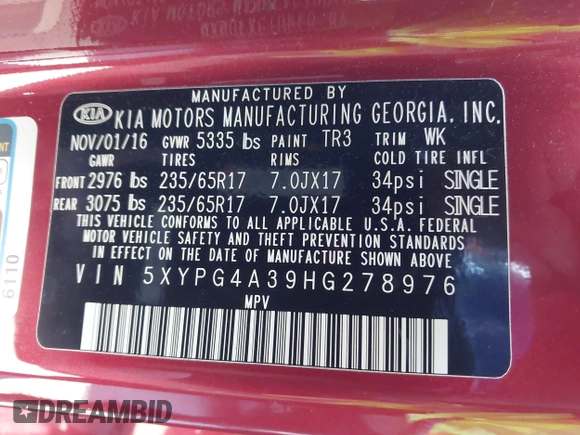 MANUFACTURED BY
KIA KIA MOTORS MANUFACTURING GEORGIA, INC.
NOV/01/16 GVWR 5335 lbs PAINT TR3 TRIM WK
GAWR TIRES RIMS COLD TIRE INFL
FRONT 2976 lbs 235/65R17 7.0JX17 34psi SINGLE
REAR 3075 lbs 235/65R17 7.0JX17 34psi SINGLE
THIS VEHICLE CONFORMS TO ALL APPLICABLE U.S.A. FEDERAL
MOTOR VEHICLE SAFETY AND THEFT PREVENTION STANDARDS
IN EFFECT ON THE DATE OF MANUFACTURE SHOWN ABOVE
VIN 5XYPG4A39HG278976
MPV
6110
DREAMBID